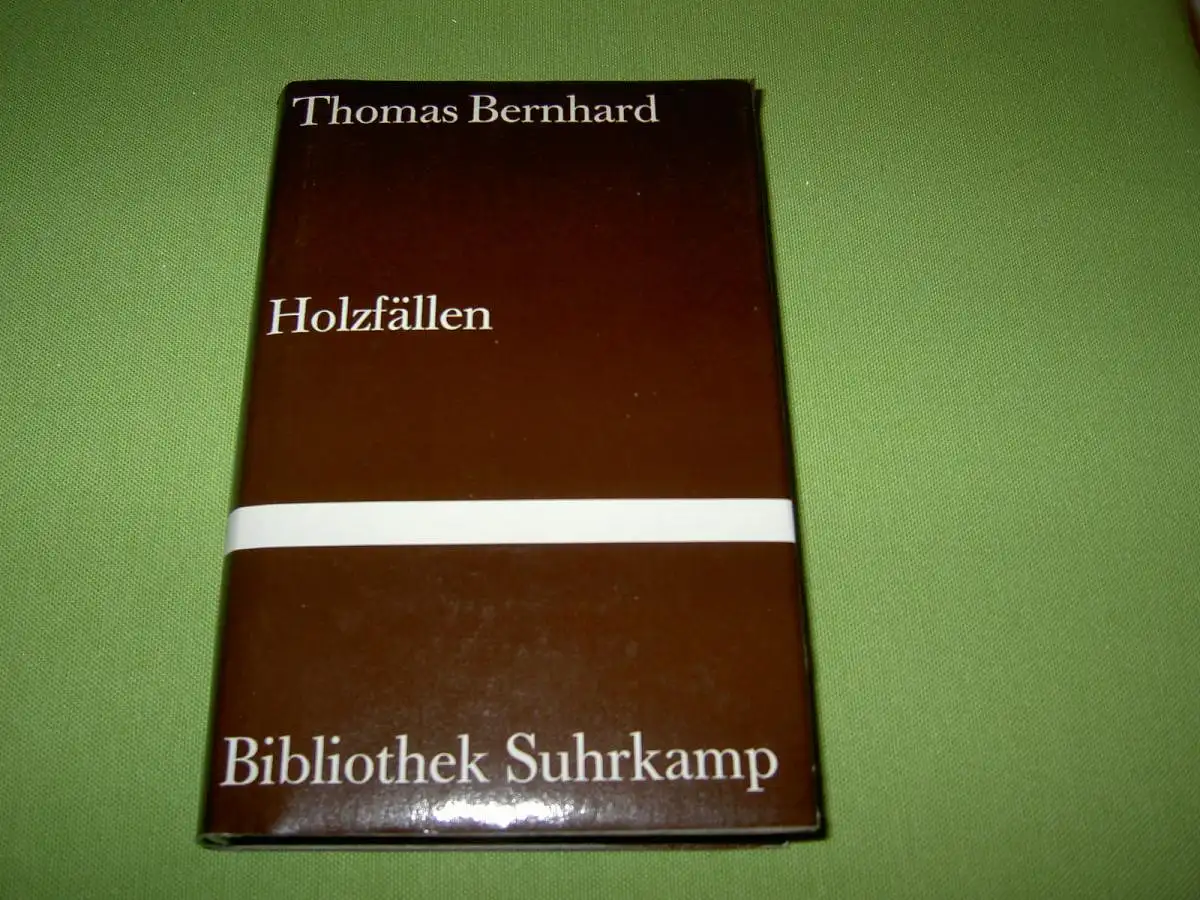 Thomas Bernhard
Holzfällen
Bibliothek Suhrkamp